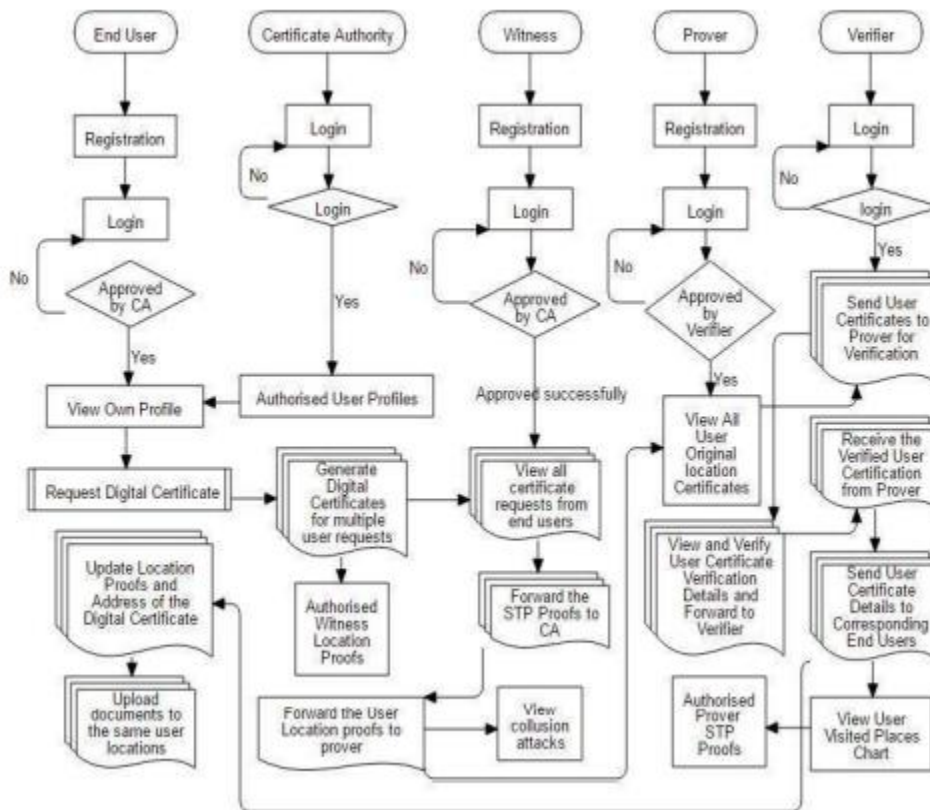 End User
Certificate Authority
Witness
Prover
Verifier
Registration
Login
No
Approved
by CA
Yes
View Own Profile
Request Digital Certificate
Update Location
Proofs and
Address of the
Digital Certificate
Upload
documents to
the same user
locations
Login
No
Login
Yes
Authorised User Profiles
Generate
Digital
Certificates
for multiple
user requests
Authorised
Witness
Location
Proofs
Forward the User
Location proofs to
prover
Registration
Login
No
Approved
by CA
Approved successfully
View all
certificate
requests from
end users
Forward the
STP Proofs to
CA
View
collusion
attacks
Registration
Login
No
Approved
by
Verifier
Yes
View All
User
Original
location
Certificates
View and Verify
User Certificate
Verification
Details and
Forward to
Verifier
Authorised
Prover
STP
Proofs
Login
No
login
Yes
Send User
Certificates to
Prover for
Verification
Receive the
Verified User
Certification
from Prover
Send User
Certificate
Details to
Corresponding
End Users
View User
Visited Places
Chart